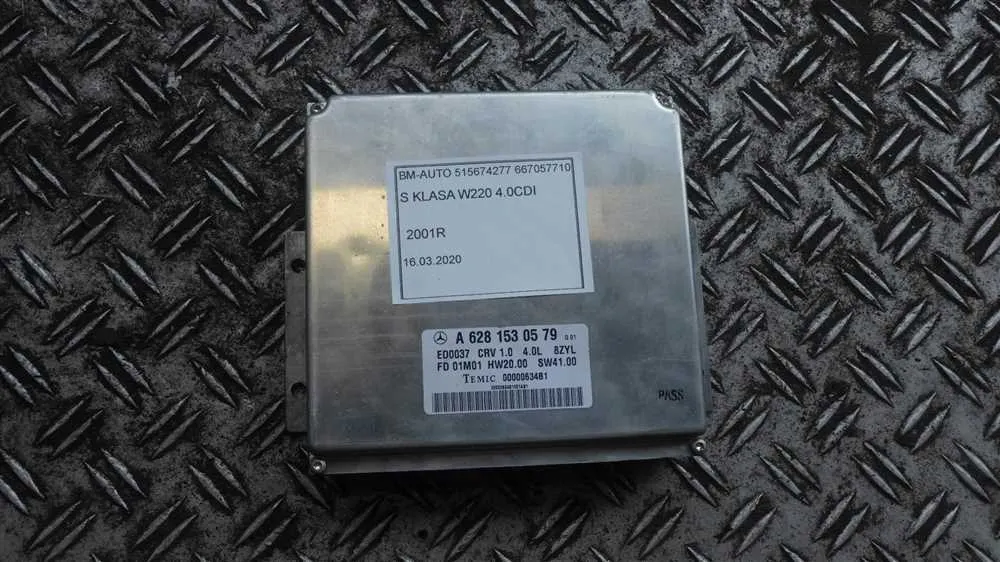 BM-AUTO 515674277 667057710
S KLASA W220 4.0CDI
2001R
16.03.2020
A 628 153 05 79 Q 01
ED0037 CRV 1.0 4.0L 8ZYL
FD 01M01 HW20.00 SW41.00
TEMIC 0000063481
PASS